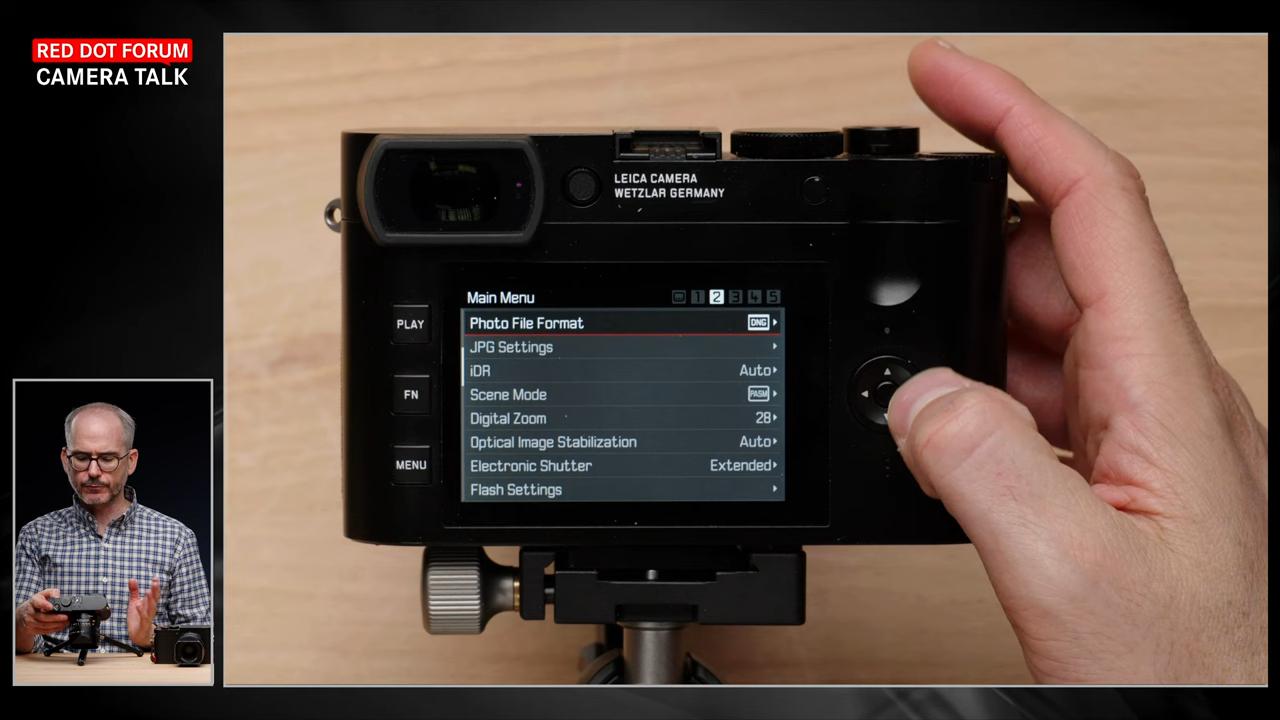 RED DOT FORUM
CAMERA TALK
LEICA CAMERA
WETZLAR GERMANY
Main Menu 1 2 3 4 5
PLAY
FN
MENU
Photo File Format DNG
JPG Settings
iDR Auto
Scene Mode PASM
Digital Zoom 28
Optical Image Stabilization Auto
Electronic Shutter Extended
Flash Settings